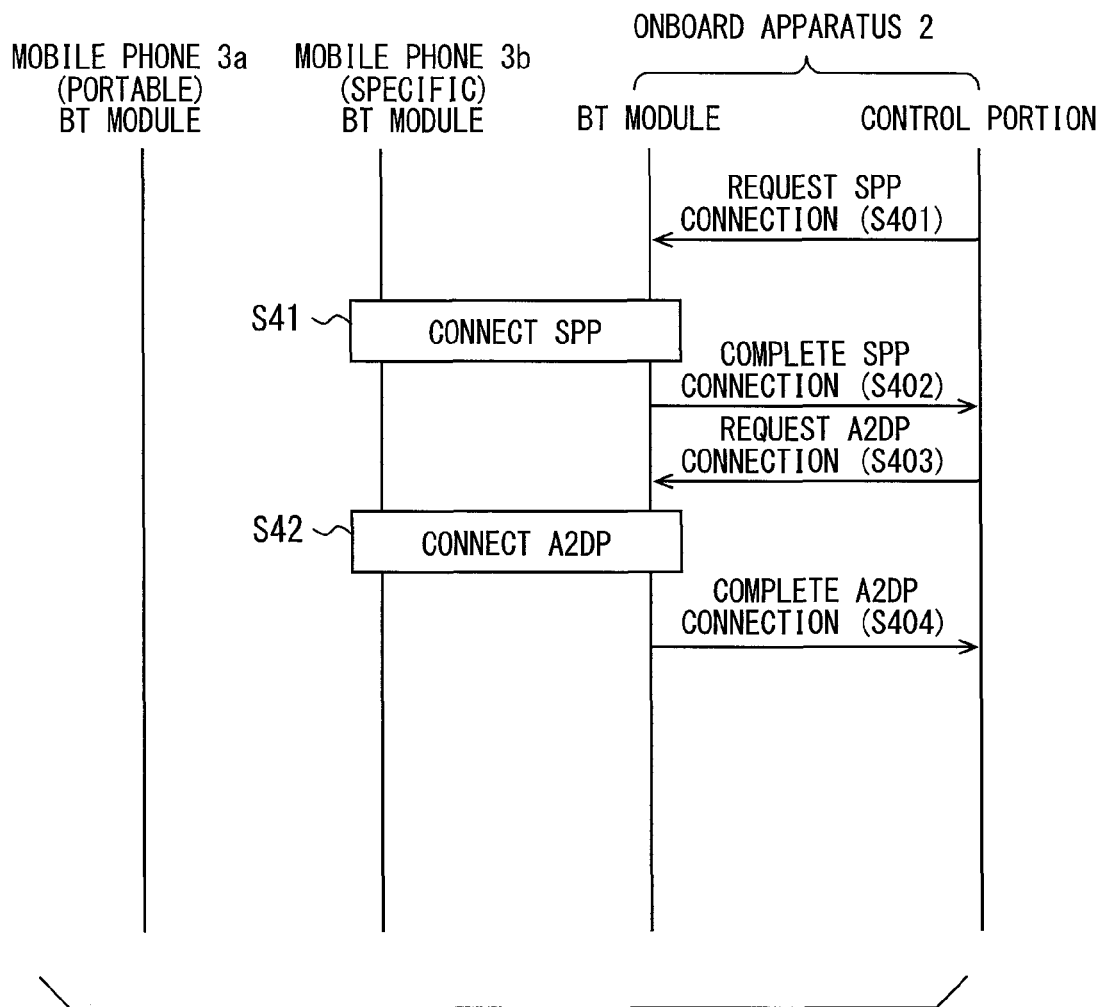 ONBOARD APPARATUS 2
MOBILE PHONE 3a
(PORTABLE)
BT MODULE
MOBILE PHONE 3b
(SPECIFIC)
BT MODULE
BT MODULE
CONTROL PORTION
REQUEST SPP
CONNECTION (S401)
S41
CONNECT SPP
COMPLETE SPP
CONNECTION (S402)
REQUEST A2DP
CONNECTION (S403)
S42
CONNECT A2DP
COMPLETE A2DP
CONNECTION (S404)